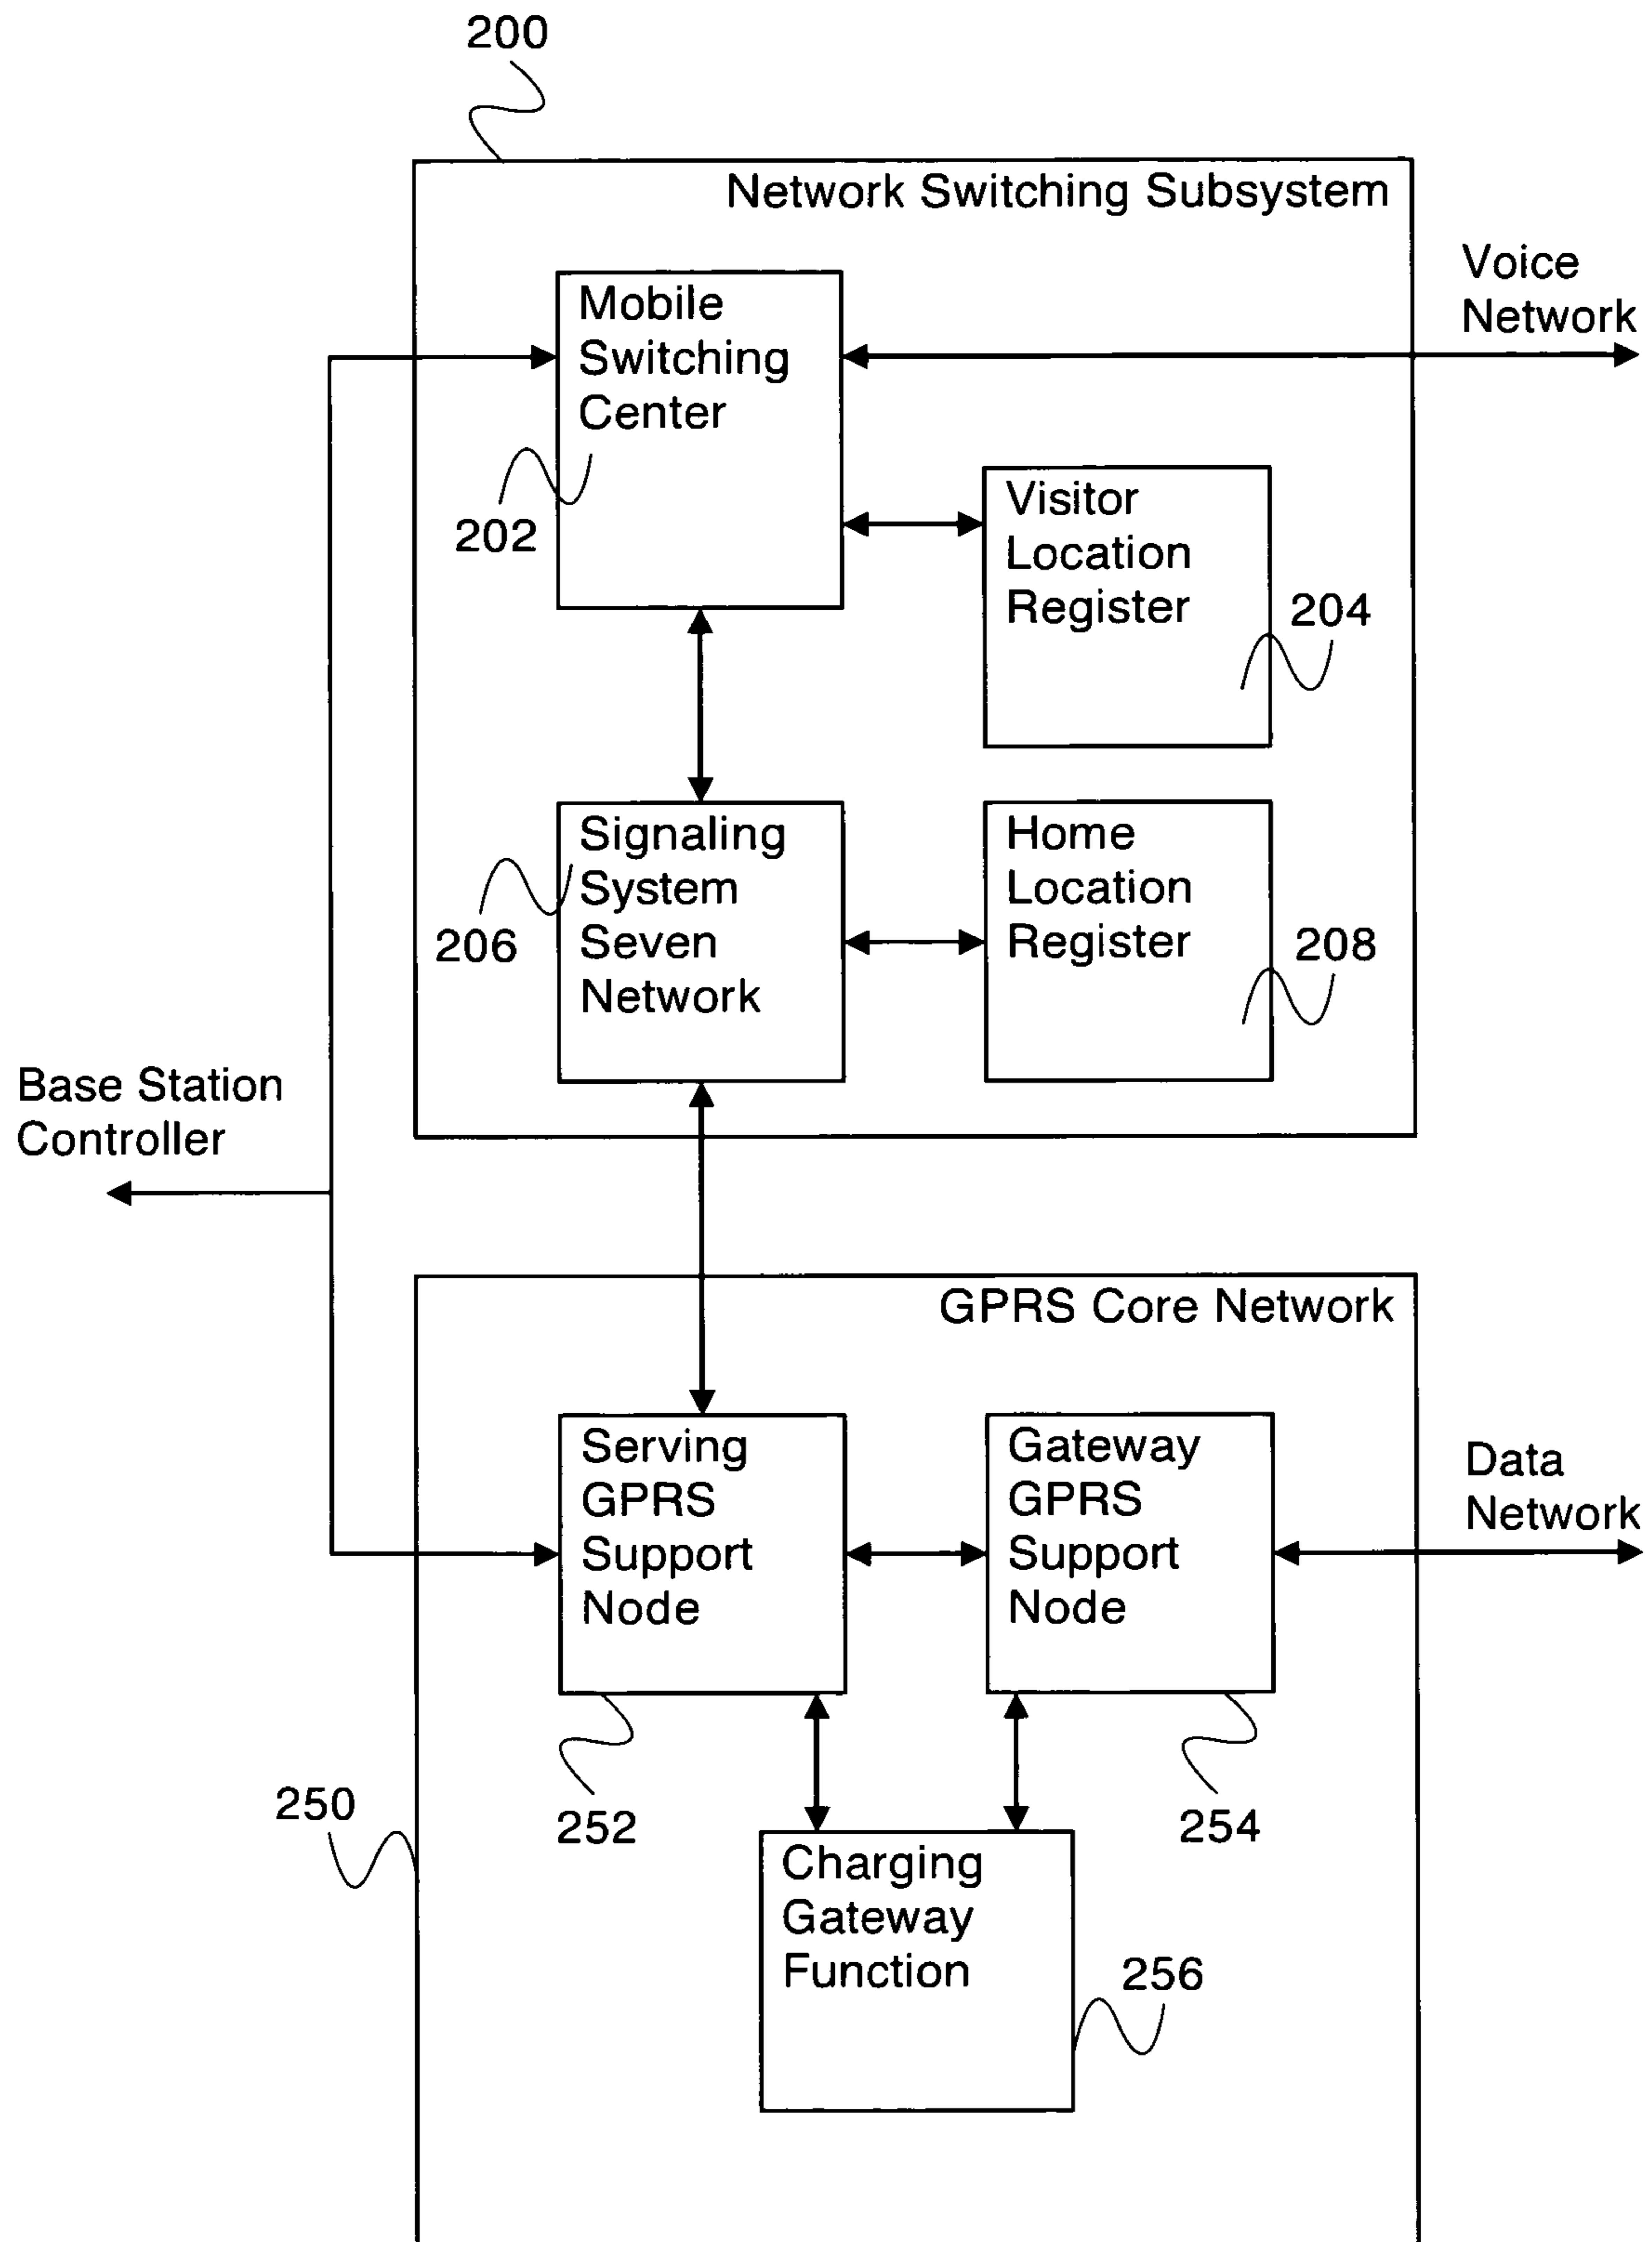 200
Network Switching Subsystem
Voice
Network
Mobile
Switching
Center
202
Visitor
Location
Register
204
Signaling
System
Seven
Network
206
Home
Location
Register
208
Base Station
Controller
GPRS Core Network
Serving
GPRS
Support
Node
252
Gateway
GPRS
Support
Node
254
Data
Network
250
Charging
Gateway
Function
256